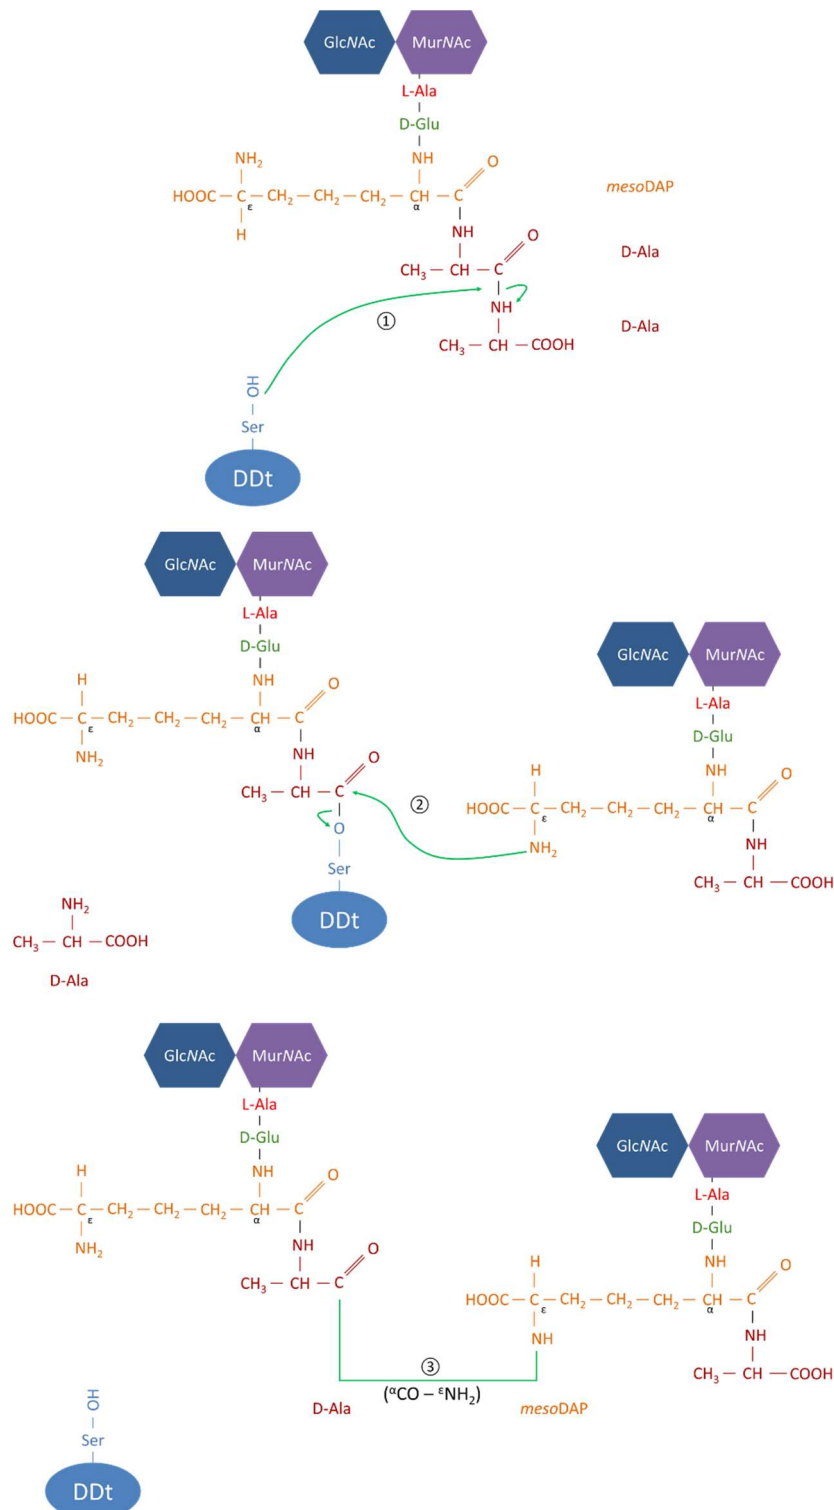 GlcNAc MurNAc
L-Ala
D-Glu
NH2 NH O
HOOC – C – CH2 – CH2 – CH2 – CH – C mesoDAP
ε α
H NH O
CH3 – CH – C D-Ala
① NH
CH3 – CH – COOH D-Ala
OH
Ser
DDt
GlcNAc MurNAc
L-Ala
D-Glu
H NH O
HOOC – C – CH2 – CH2 – CH2 – CH – C
ε α
NH2 NH O
CH3 – CH – C
O
Ser
DDt
②
GlcNAc MurNAc
L-Ala
D-Glu
H NH O
HOOC – C – CH2 – CH2 – CH2 – CH – C
ε α
NH2 NH
CH3 – CH – COOH
NH2
CH3 – CH – COOH
D-Ala
GlcNAc MurNAc
L-Ala
D-Glu
H NH O
HOOC – C – CH2 – CH2 – CH2 – CH – C
ε α
NH2 NH O
CH3 – CH – C
GlcNAc MurNAc
L-Ala
D-Glu
H NH O
HOOC – C – CH2 – CH2 – CH2 – CH – C
ε α
NH NH
CH3 – CH – COOH
③
(αCO – εNH2)
D-Ala mesoDAP
OH
Ser
DDt